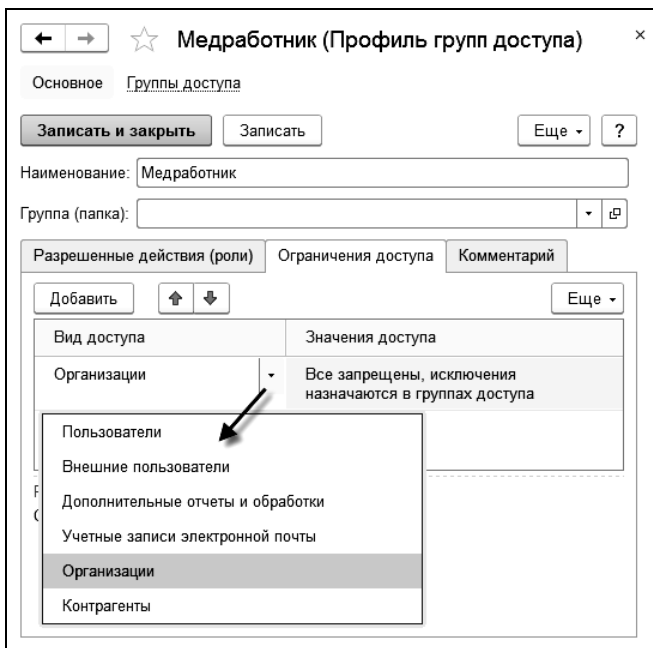 Медработник (Профиль групп доступа)
Основное Группы доступа
Записать и закрыть Записать Еще ?
Наименование: Медработник
Группа (папка):
Разрешенные действия (роли) Ограничения доступа Комментарий
Добавить Еще
Вид доступа Значения доступа
Организации Все запрещены, исключения
назначаются в группах доступа
Пользователи
Внешние пользователи
Дополнительные отчеты и обработки
Учетные записи электронной почты
Организации
Контрагенты